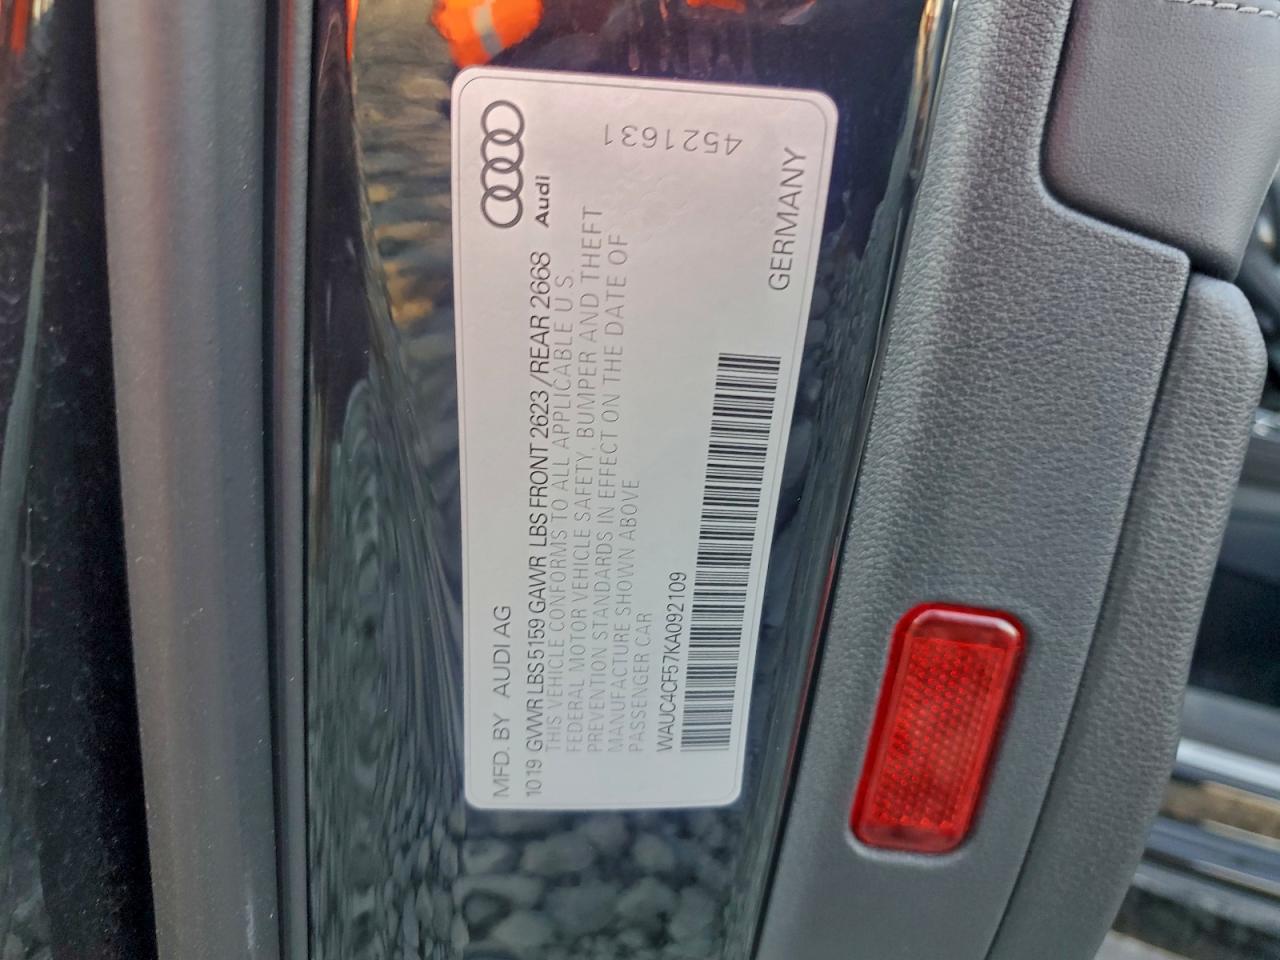 Audi
MFD. BY AUDI AG
1019 GVWR LBS 5159 GAWR LBS FRONT 2623 /REAR 2668
THIS VEHICLE CONFORMS TO ALL APPLICABLE U S.
FEDERAL MOTOR VEHICLE SAFETY, BUMPER AND THEFT
PREVENTION STANDARDS IN EFFECT ON THE DATE OF
MANUFACTURE SHOWN ABOVE
PASSENGER CAR
WAUC4CF57KA092109
GERMANY
4521631